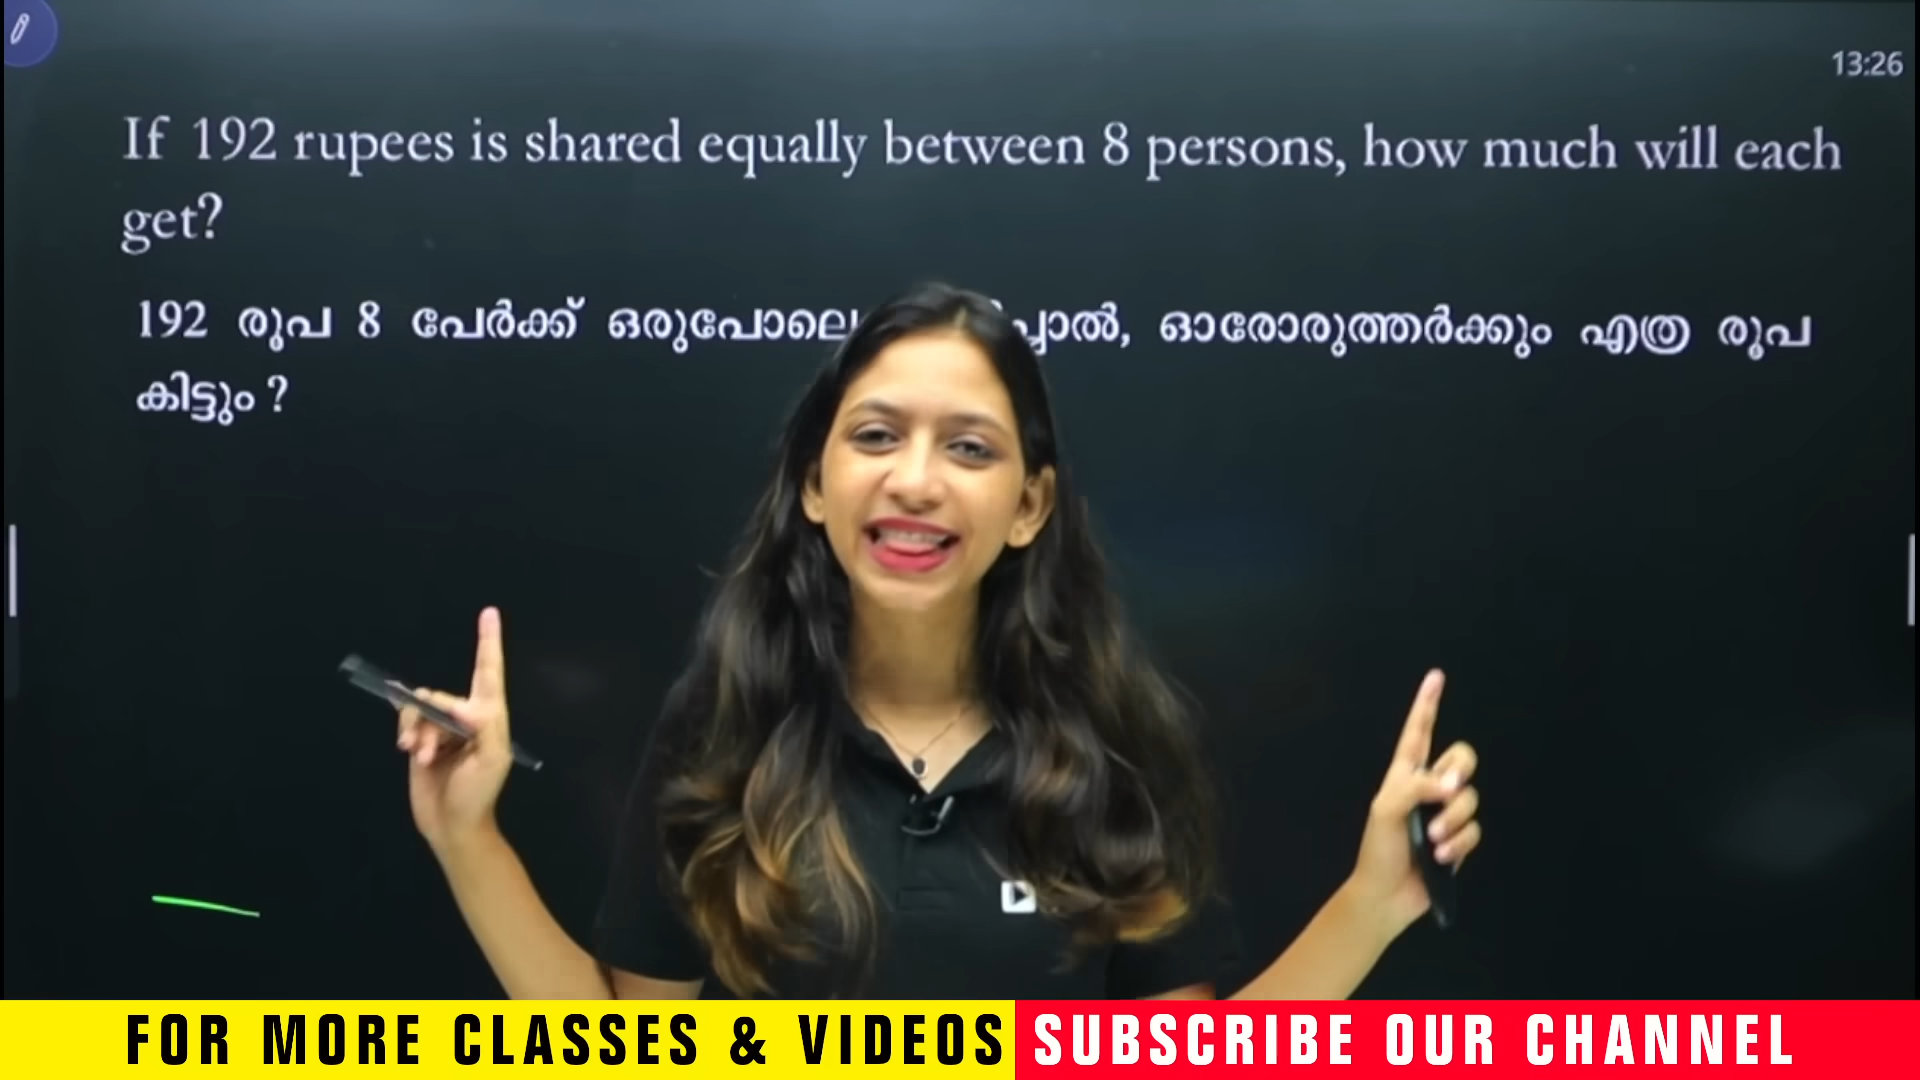 13:26
If 192 rupees is shared equally between 8 persons, how much will each
get?
192 രൂപ 8 പേർക്ക് ഒരുപോലെ ച്ചാൽ, ഓരോരുത്തർക്കും എത്ര രൂപ
കിട്ടും ?
FOR MORE CLASSES & VIDEOS SUBSCRIBE OUR CHANNEL